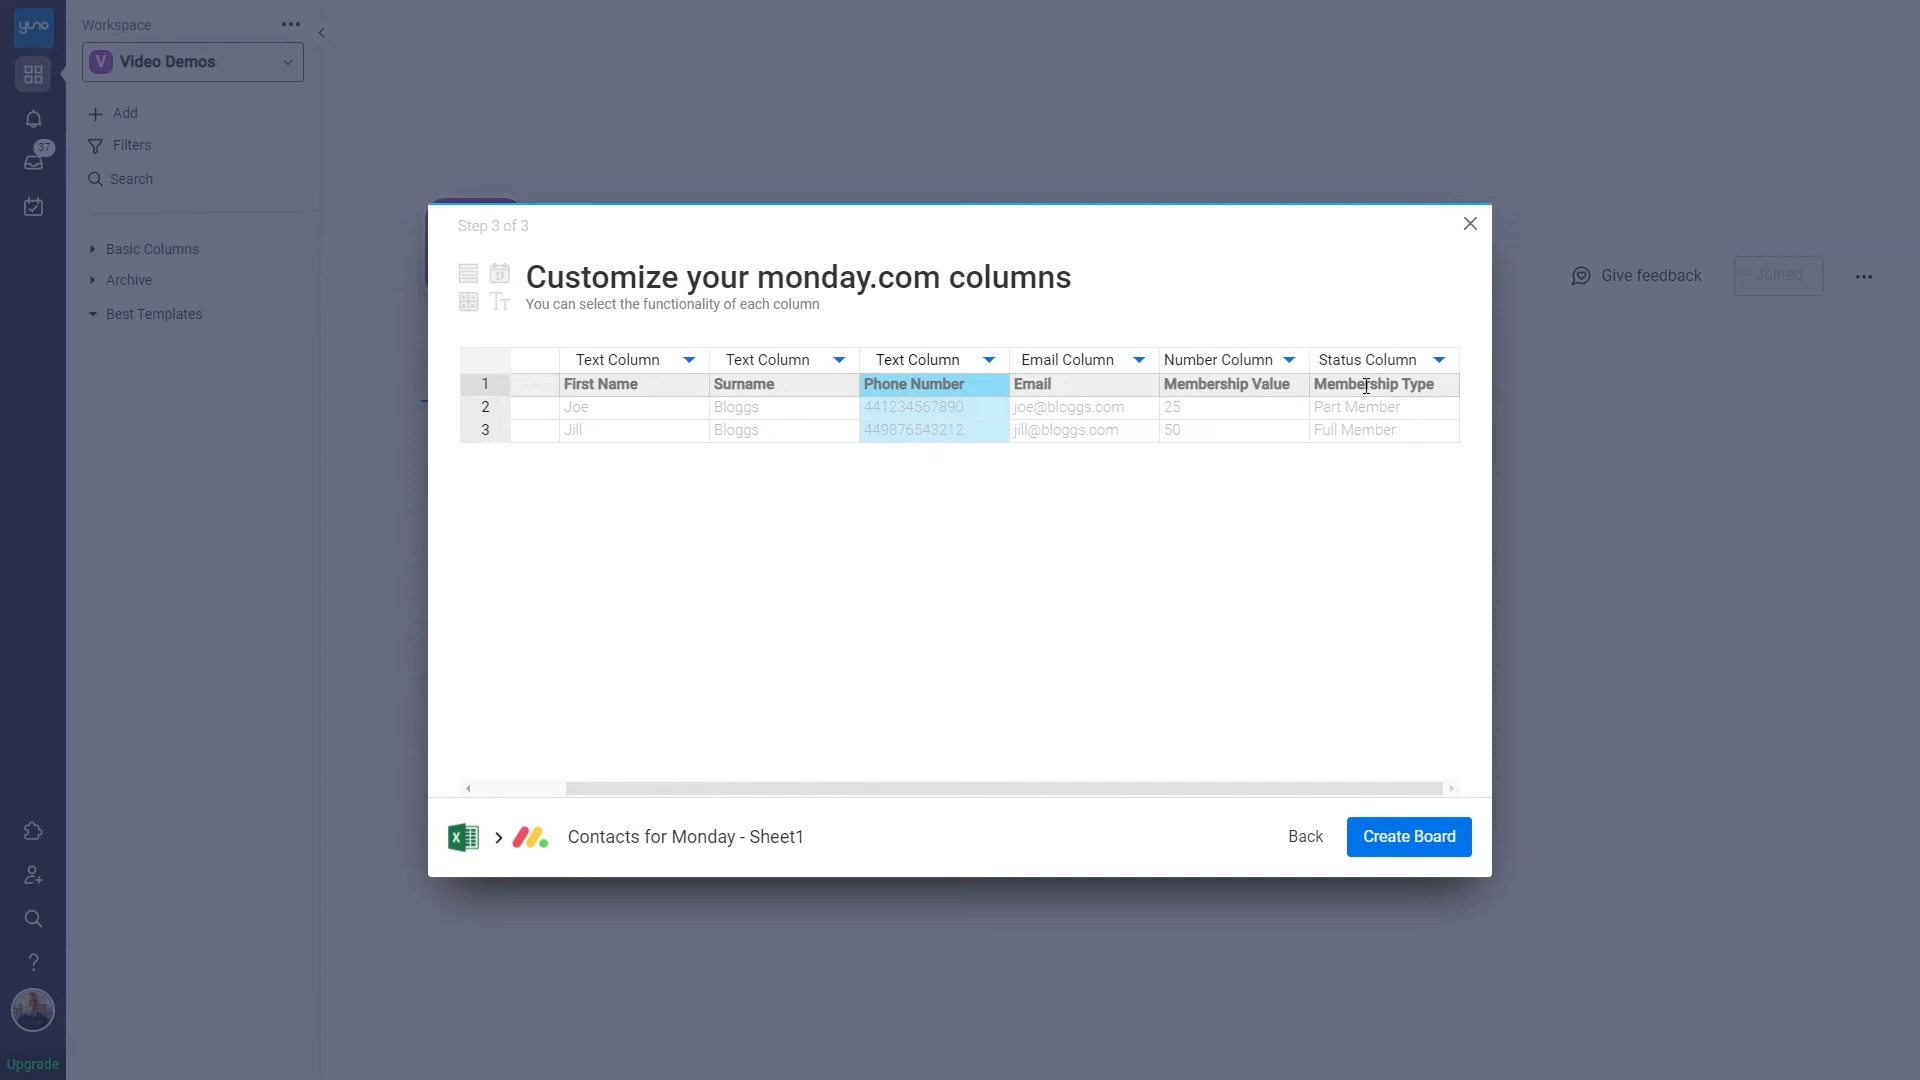 yuno
Workspace
V Video Demos
Add
Filters
37
Search
Basic Columns
Archive
Best Templates
Give feedback
Joined
Step 3 of 3
Customize your monday.com columns
You can select the functionality of each column
Text Column Text Column Text Column Email Column Number Column Status Column
1 First Name Surname Phone Number Email Membership Value Membership Type
2 Joe Bloggs 441234567890 joe@bloggs.com 25 Part Member
3 Jill Bloggs 449876543212 jill@bloggs.com 50 Full Member
Contacts for Monday - Sheet1
Back
Create Board
Upgrade